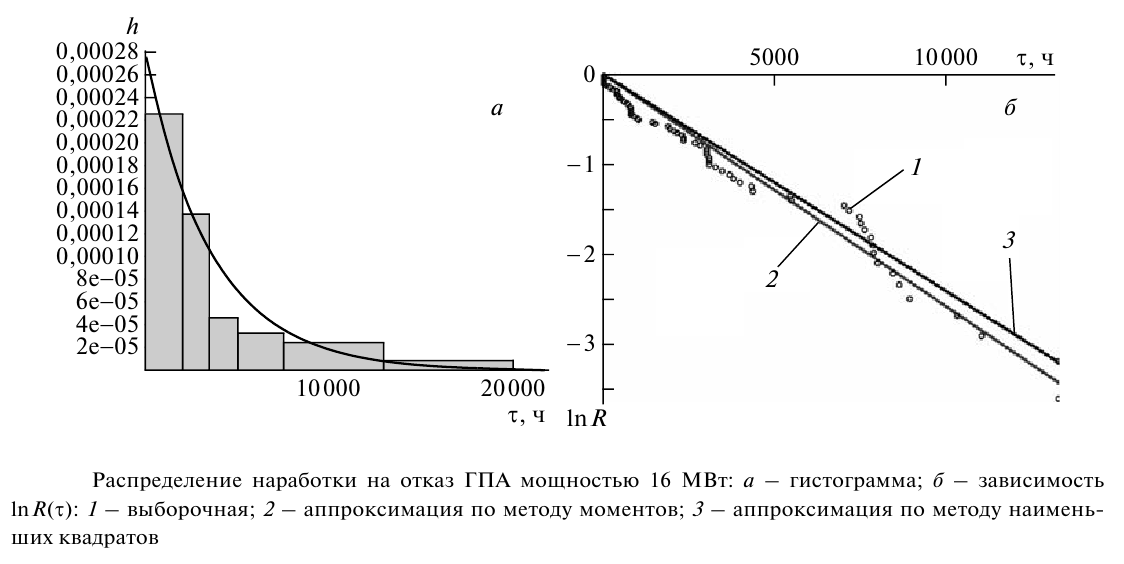 h
0,00028
0,00026
0,00024
0,00022
0,00020
0,00018
0,00016
0,00014
0,00012
0,00010
8e–05
6e–05
4e–05
2e–05
а
10000
20000
τ, ч
5000
10000
τ, ч
0
б
–1
1
–2
2
3
–3
ln R
Распределение наработки на отказ ГПА мощностью 16 МВт: а – гистограмма; б – зависимость
ln R(τ): 1 – выборочная; 2 – аппроксимация по методу моментов; 3 – аппроксимация по методу наимень-
ших квадратов